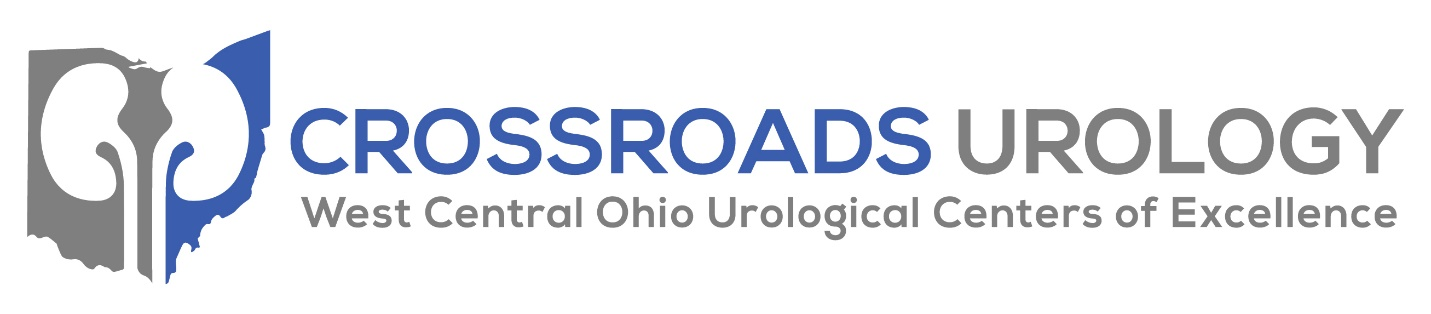 CROSSROADS UROLOGY
West Central Ohio Urological Centers of Excellence